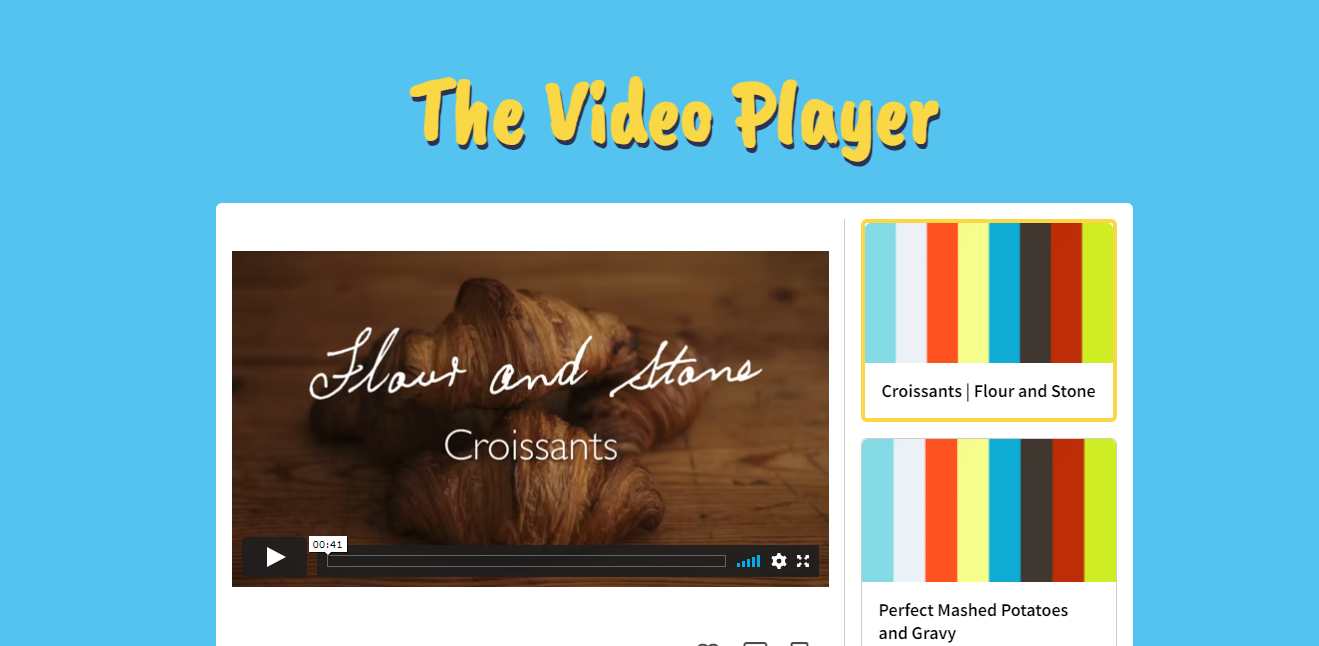 The Video Player
Flour and Stone
Croissants
00:41
Croissants | Flour and Stone
Perfect Mashed Potatoes
and Gravy